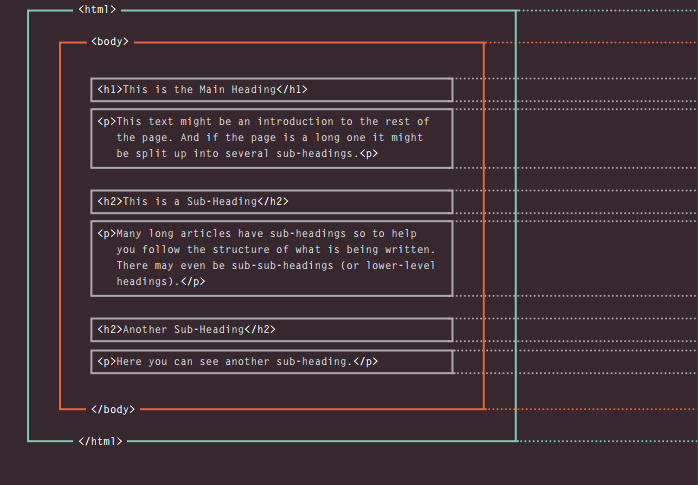 <html>
<body>
<h1>This is the Main Heading</h1>
<p>This text might be an introduction to the rest of
the page. And if the page is a long one it might
be split up into several sub-headings.<p>
<h2>This is a Sub-Heading</h2>
<p>Many long articles have sub-headings so to help
you follow the structure of what is being written.
There may even be sub-sub-headings (or lower-level
headings).</p>
<h2>Another Sub-Heading</h2>
<p>Here you can see another sub-heading.</p>
</body>
</html>